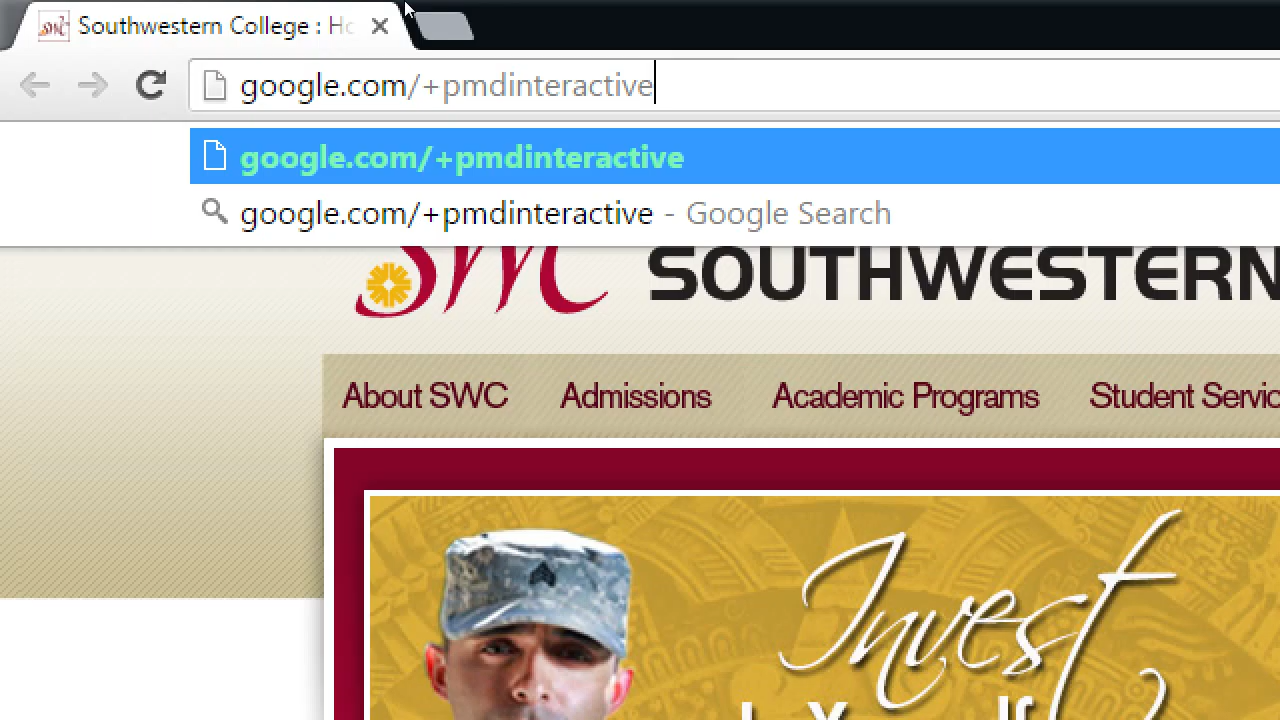 Southwestern College : Ho
google.com/+pmdinteractive
google.com/+pmdinteractive
google.com/+pmdinteractive - Google Search
SWC SOUTHWESTERN
About SWC Admissions Academic Programs Student Servic
Invest